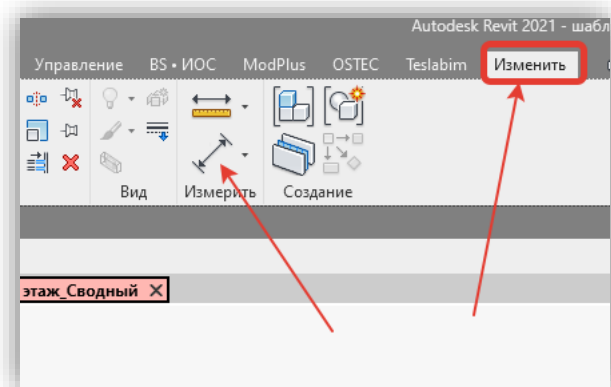 Autodesk Revit 2021 - шабл
Управление BS • ИОС ModPlus OSTEC Teslabim Изменить
Вид Измерить Создание
этаж_Сводный